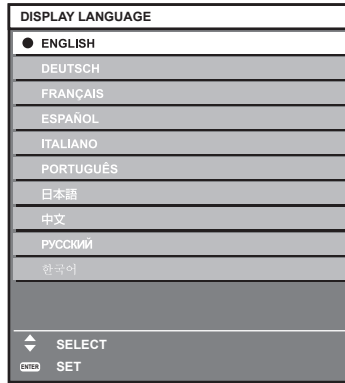 DISPLAY LANGUAGE
ENGLISH
DEUTSCH
FRANÇAIS
ESPAÑOL
ITALIANO
PORTUGUÊS
日本語
中文
РУССКИЙ
한국어
SELECT
ENTER SET